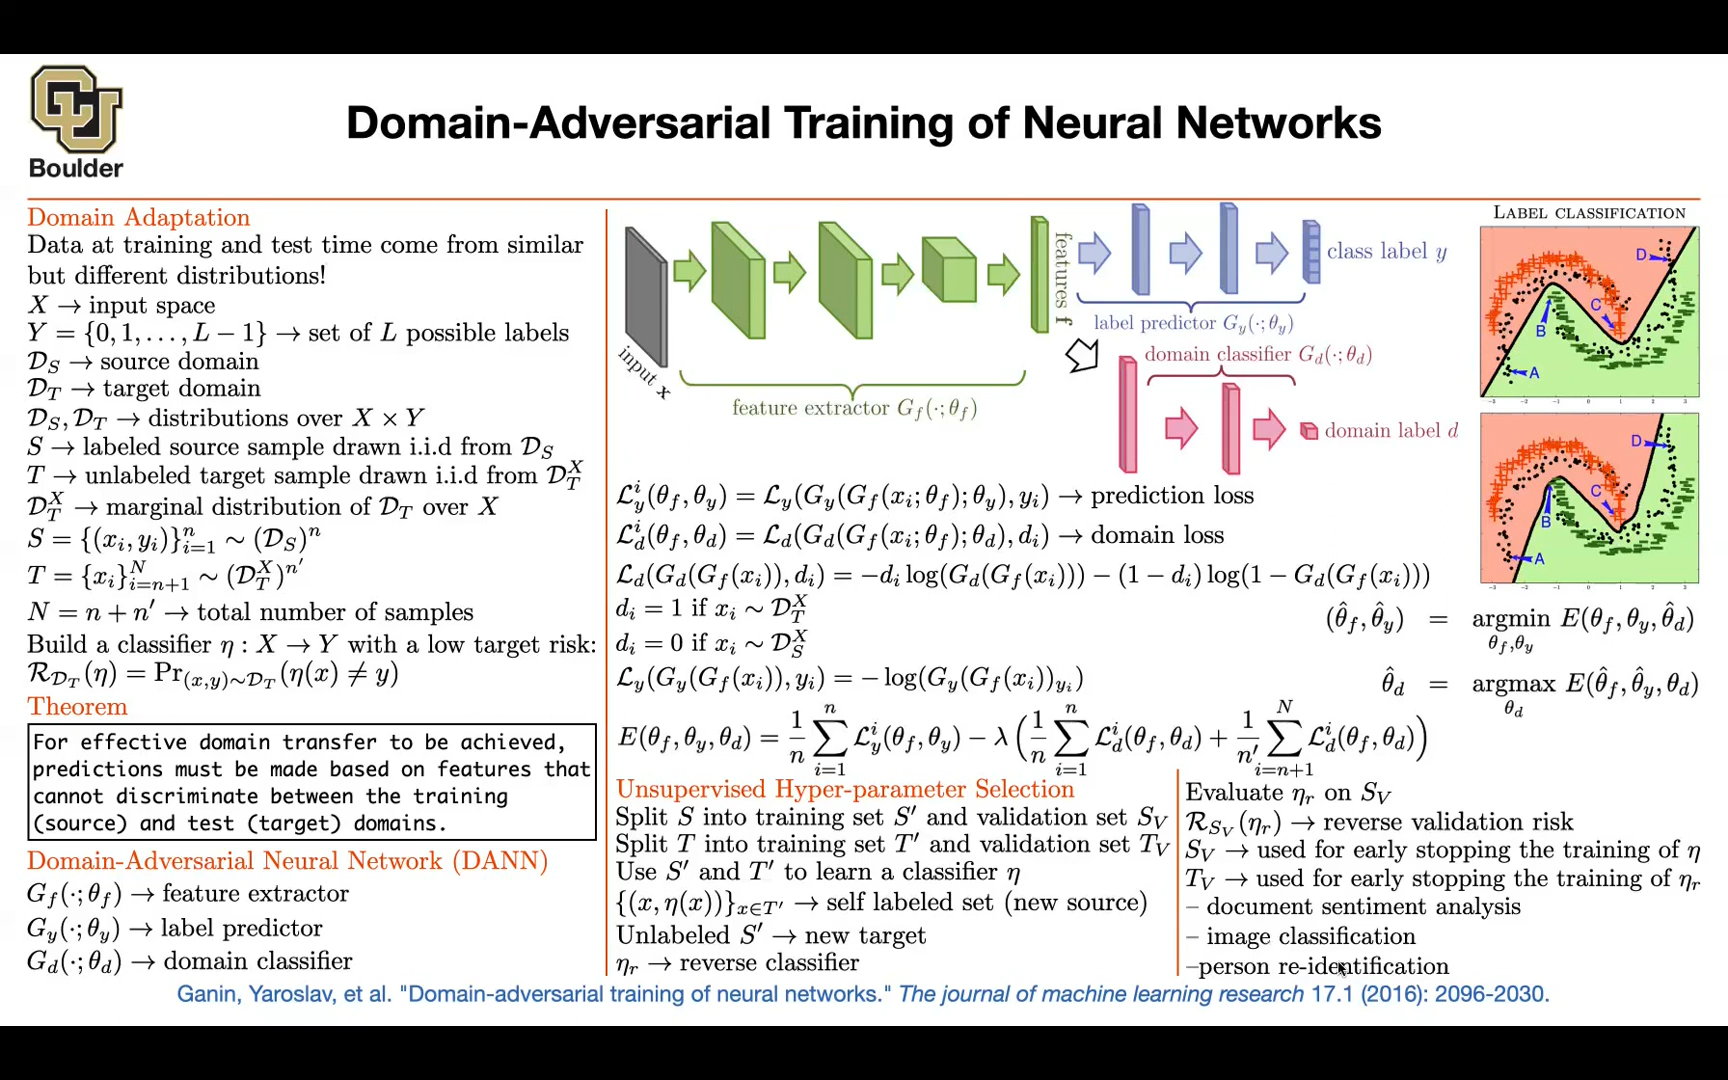 CU
Boulder
Domain-Adversarial Training of Neural Networks
Domain Adaptation
Data at training and test time come from similar
but different distributions!
X → input space
Y = {0, 1, . . . , L − 1} → set of L possible labels
𝒟_S → source domain
𝒟_T → target domain
𝒟_S, 𝒟_T → distributions over X × Y
S → labeled source sample drawn i.i.d from 𝒟_S
T → unlabeled target sample drawn i.i.d from 𝒟_T^X
𝒟_T^X → marginal distribution of 𝒟_T over X
S = {(x_i, y_i)}_{i=1}^n ∼ (𝒟_S)^n
T = {x_i}_{i=n+1}^N ∼ (𝒟_T^X)^{n′}
N = n + n′ → total number of samples
Build a classifier η : X → Y with a low target risk:
ℛ_{𝒟_T}(η) = Pr_{(x,y)∼𝒟_T}(η(x) ≠ y)
Theorem
For effective domain transfer to be achieved,
predictions must be made based on features that
cannot discriminate between the training
(source) and test (target) domains.
Domain-Adversarial Neural Network (DANN)
G_f(·; θ_f) → feature extractor
G_y(·; θ_y) → label predictor
G_d(·; θ_d) → domain classifier
input x
feature extractor G_f(·; θ_f)
features f
class label y
label predictor G_y(·; θ_y)
domain classifier G_d(·; θ_d)
domain label d
ℒ_y^i(θ_f, θ_y) = ℒ_y(G_y(G_f(x_i; θ_f); θ_y), y_i) → prediction loss
ℒ_d^i(θ_f, θ_d) = ℒ_d(G_d(G_f(x_i; θ_f); θ_d), d_i) → domain loss
ℒ_d(G_d(G_f(x_i)), d_i) = −d_i log(G_d(G_f(x_i))) − (1 − d_i) log(1 − G_d(G_f(x_i)))
d_i = 1 if x_i ∼ 𝒟_T^X
d_i = 0 if x_i ∼ 𝒟_S^X
ℒ_y(G_y(G_f(x_i)), y_i) = − log(G_y(G_f(x_i))_{y_i})
E(θ_f, θ_y, θ_d) = 1/n ∑_{i=1}^n ℒ_y^i(θ_f, θ_y) − λ (1/n ∑_{i=1}^n ℒ_d^i(θ_f, θ_d) + 1/n′ ∑_{i=n+1}^N ℒ_d^i(θ_f, θ_d))
LABEL CLASSIFICATION
A
B
C
D
-3 -2 -1 0 1 2 3
A
B
C
D
-3 -2 -1 0 1 2 3
(θ̂_f, θ̂_y) = argmin_{θ_f,θ_y} E(θ_f, θ_y, θ̂_d)
θ̂_d = argmax_{θ_d} E(θ̂_f, θ̂_y, θ_d)
Unsupervised Hyper-parameter Selection
Split S into training set S′ and validation set S_V
Split T into training set T′ and validation set T_V
Use S′ and T′ to learn a classifier η
{(x, η(x))}_{x∈T′} → self labeled set (new source)
Unlabeled S′ → new target
η_r → reverse classifier
Evaluate η_r on S_V
ℛ_{S_V}(η_r) → reverse validation risk
S_V → used for early stopping the training of η
T_V → used for early stopping the training of η_r
– document sentiment analysis
– image classification
–person re-identification
Ganin, Yaroslav, et al. "Domain-adversarial training of neural networks." The journal of machine learning research 17.1 (2016): 2096-2030.